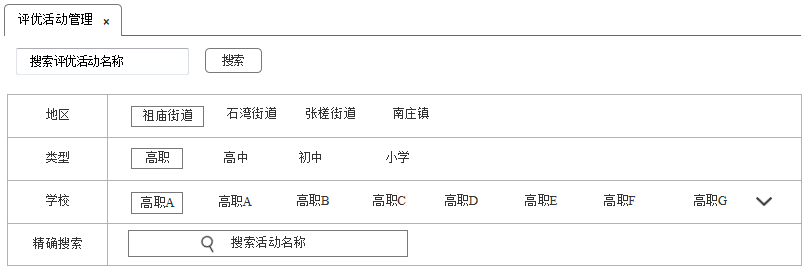 评优活动管理 x
搜索评优活动名称 搜索
地区 祖庙街道 石湾街道 张槎街道 南庄镇
类型 高职 高中 初中 小学
学校 高职A 高职A 高职B 高职C 高职D 高职E 高职F 高职G
精确搜索 搜索活动名称